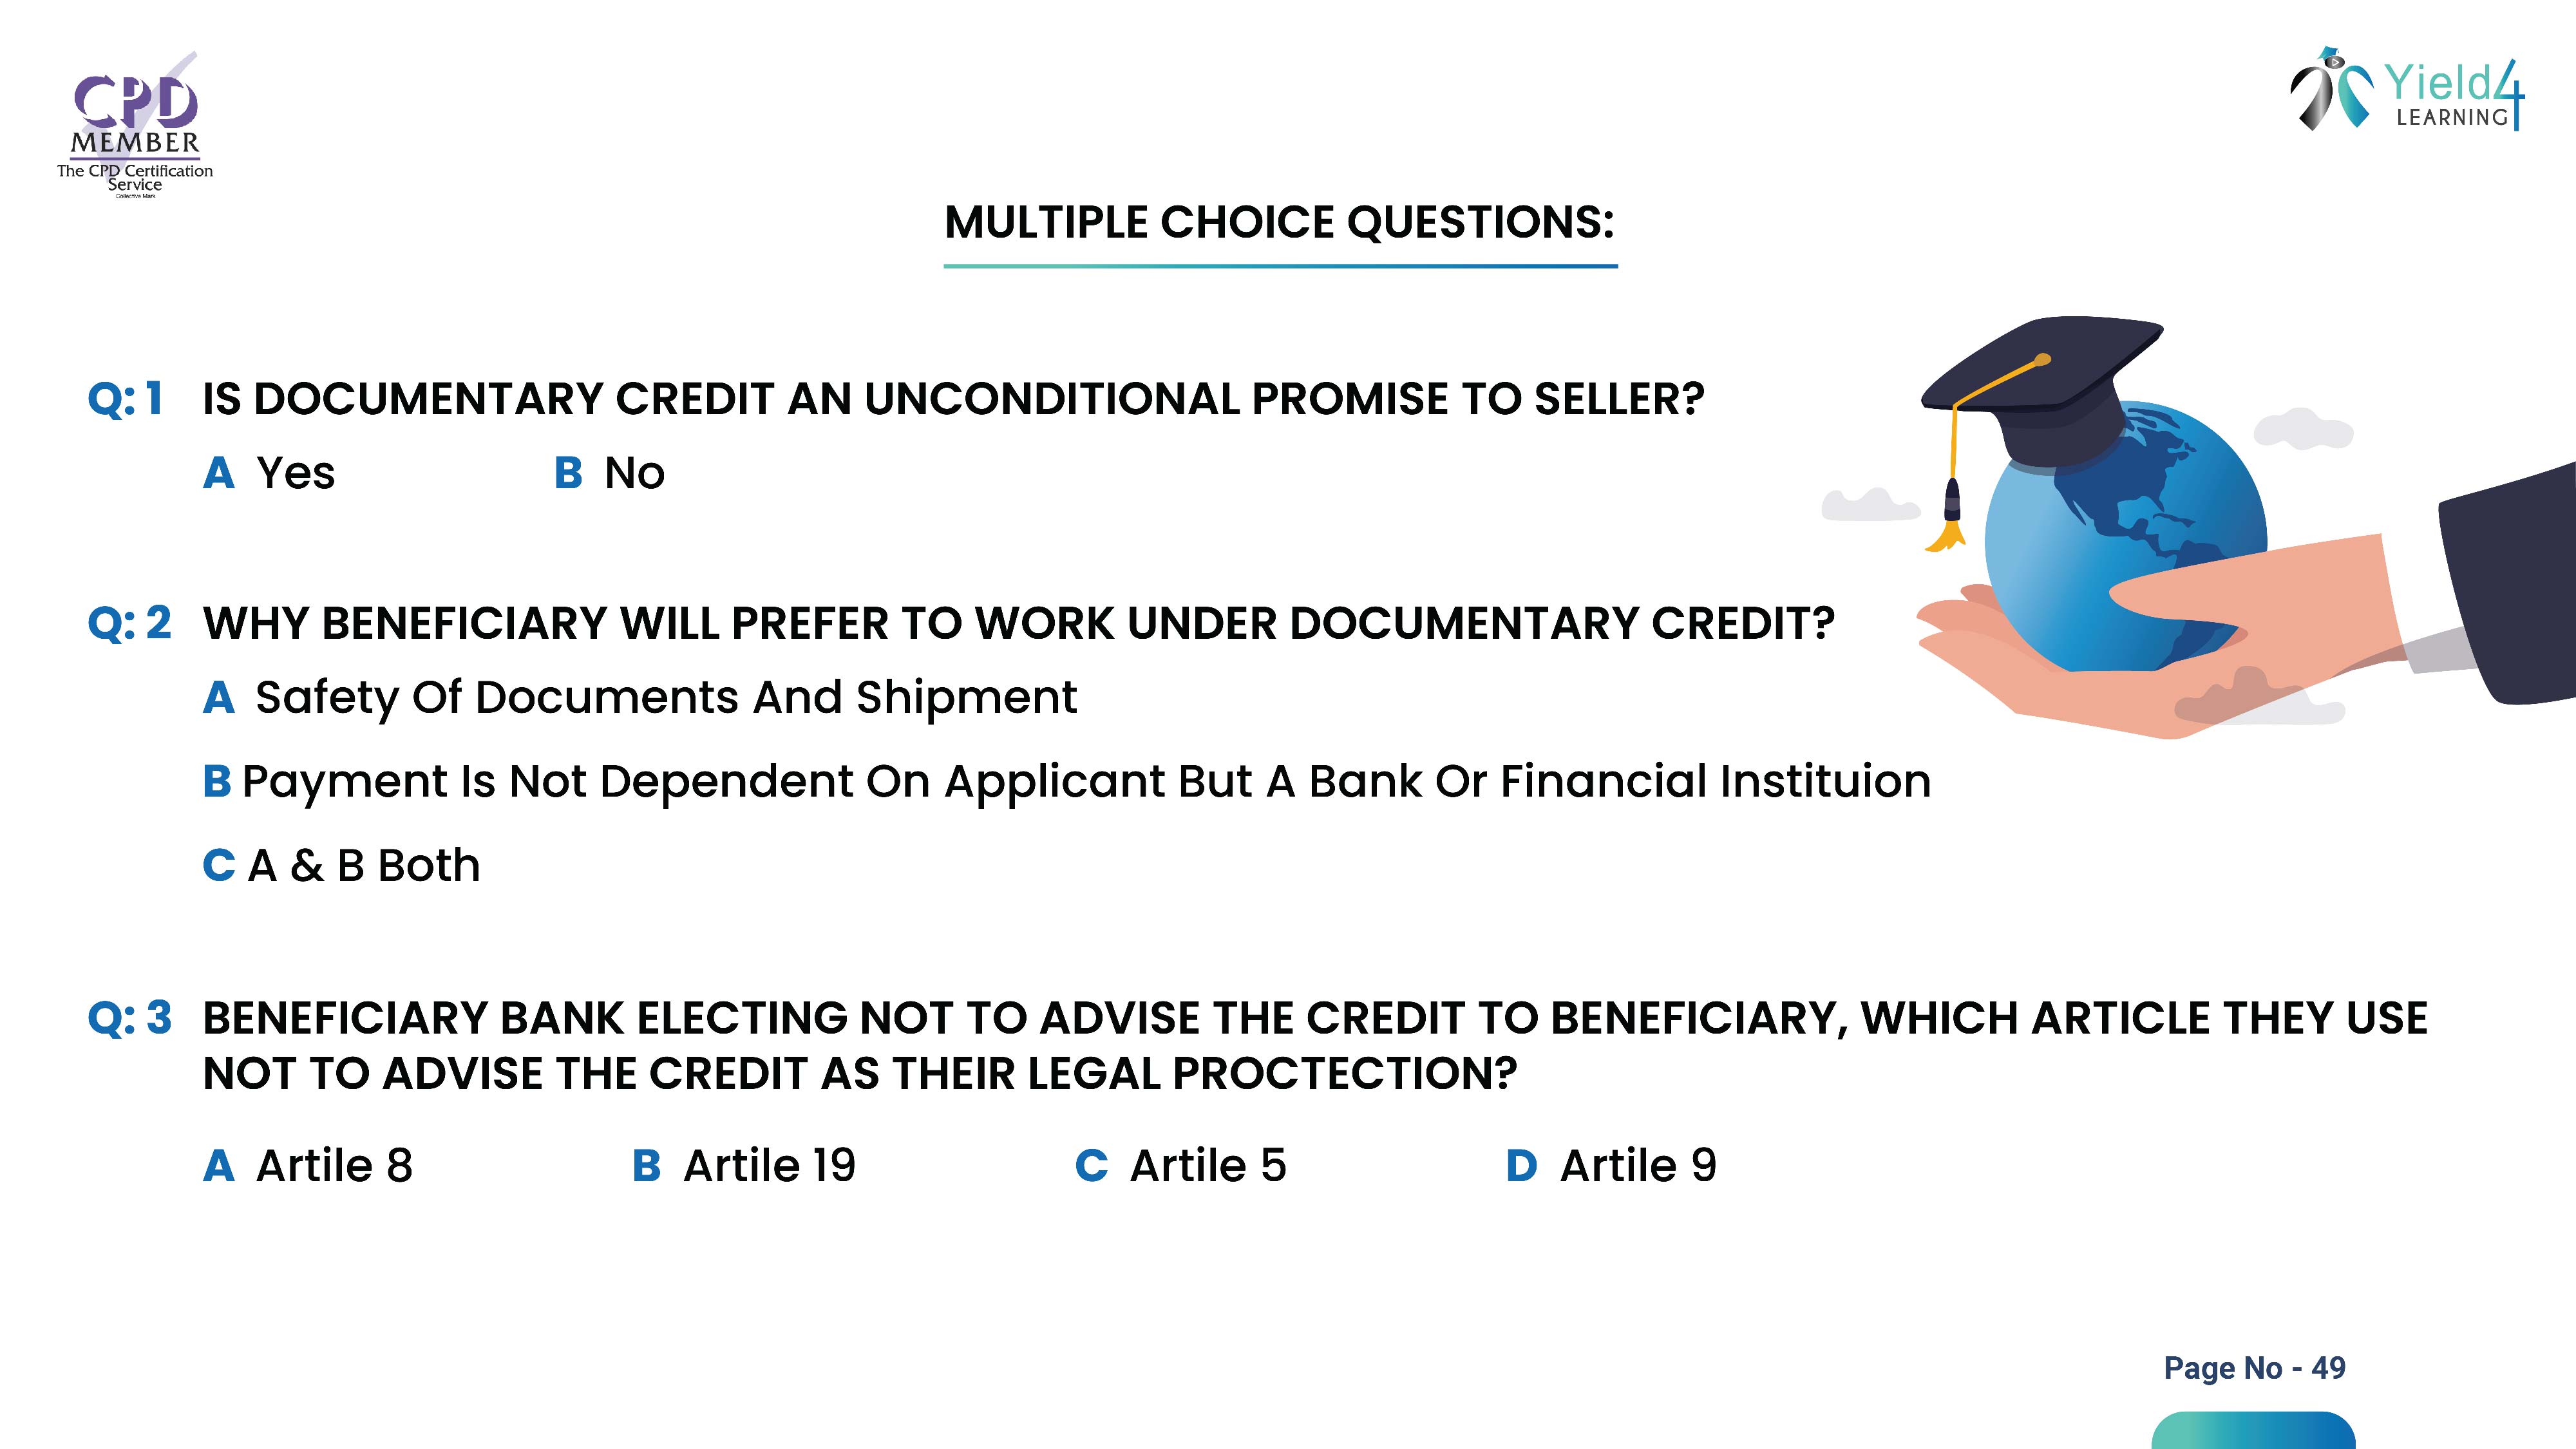 CPD
MEMBER
The CPD Certification
Service
Collective Mark
Yield4
LEARNING
MULTIPLE CHOICE QUESTIONS:
Q: 1 IS DOCUMENTARY CREDIT AN UNCONDITIONAL PROMISE TO SELLER?
A Yes B No
Q: 2 WHY BENEFICIARY WILL PREFER TO WORK UNDER DOCUMENTARY CREDIT?
A Safety Of Documents And Shipment
B Payment Is Not Dependent On Applicant But A Bank Or Financial Instituion
C A & B Both
Q: 3 BENEFICIARY BANK ELECTING NOT TO ADVISE THE CREDIT TO BENEFICIARY, WHICH ARTICLE THEY USE
NOT TO ADVISE THE CREDIT AS THEIR LEGAL PROCTECTION?
A Artile 8 B Artile 19 C Artile 5 D Artile 9
Page No - 49